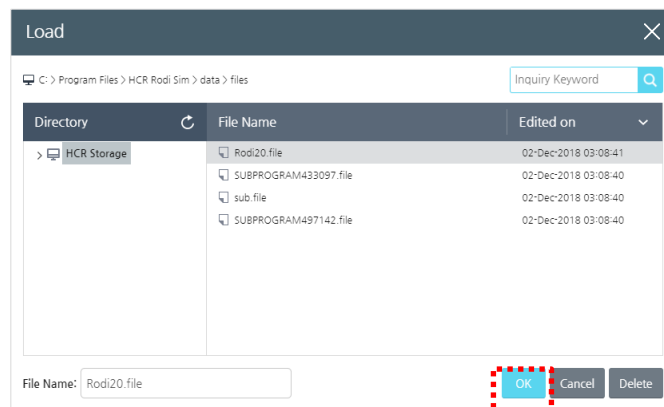 Load
C: > Program Files > HCR Rodi Sim > data > files
Inquiry Keyword
Directory File Name Edited on
> HCR Storage Rodi20.file 02-Dec-2018 03:08:41
SUBPROGRAM433097.file 02-Dec-2018 03:08:40
sub.file 02-Dec-2018 03:08:40
SUBPROGRAM497142.file 02-Dec-2018 03:08:40
File Name: Rodi20.file OK Cancel Delete